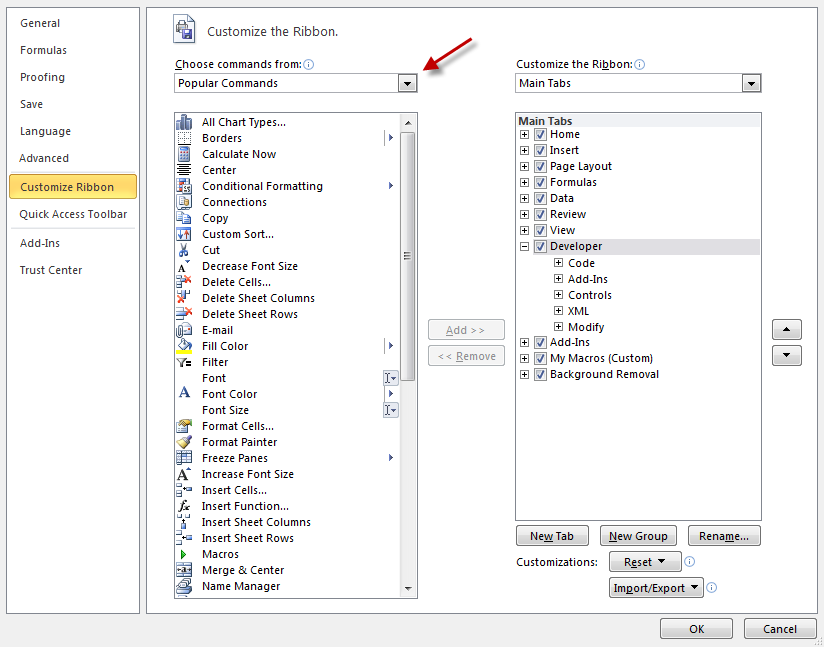 General
Formulas
Proofing
Save
Language
Advanced
Customize Ribbon
Quick Access Toolbar
Add-Ins
Trust Center
Customize the Ribbon.
Choose commands from:
Popular Commands
All Chart Types...
Borders
Calculate Now
Center
Conditional Formatting
Connections
Copy
Custom Sort...
Cut
Decrease Font Size
Delete Cells...
Delete Sheet Columns
Delete Sheet Rows
E-mail
Fill Color
Filter
Font
Font Color
Font Size
Format Cells...
Format Painter
Freeze Panes
Increase Font Size
Insert Cells...
Insert Function...
Insert Sheet Columns
Insert Sheet Rows
Macros
Merge & Center
Name Manager
Add >>
<< Remove
Customize the Ribbon:
Main Tabs
Main Tabs
Home
Insert
Page Layout
Formulas
Data
Review
View
Developer
Code
Add-Ins
Controls
XML
Modify
Add-Ins
My Macros (Custom)
Background Removal
New Tab
New Group
Rename...
Customizations:
Reset
Import/Export
OK
Cancel